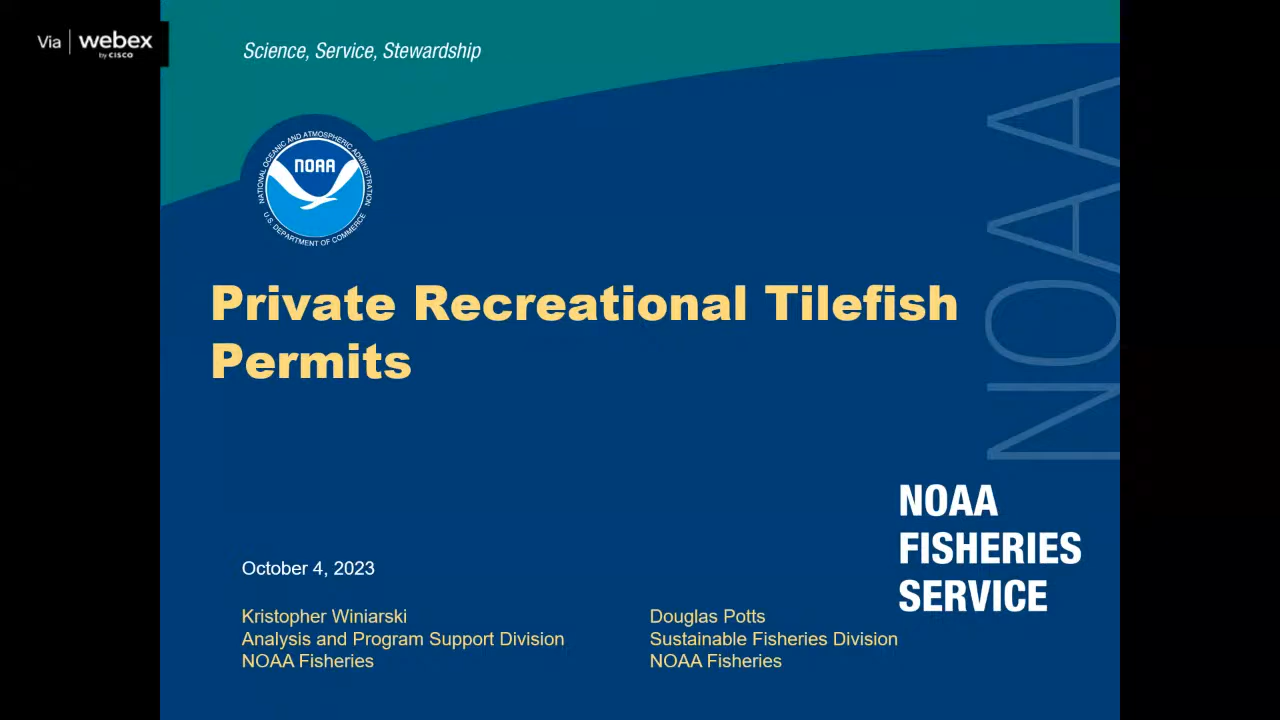 Via webex
by CISCO
Science, Service, Stewardship
NATIONAL OCEANIC AND ATMOSPHERIC ADMINISTRATION
NOAA
U.S. DEPARTMENT OF COMMERCE
NOAA
Private Recreational Tilefish
Permits
NOAA
FISHERIES
SERVICE
October 4, 2023
Kristopher Winiarski
Analysis and Program Support Division
NOAA Fisheries
Douglas Potts
Sustainable Fisheries Division
NOAA Fisheries